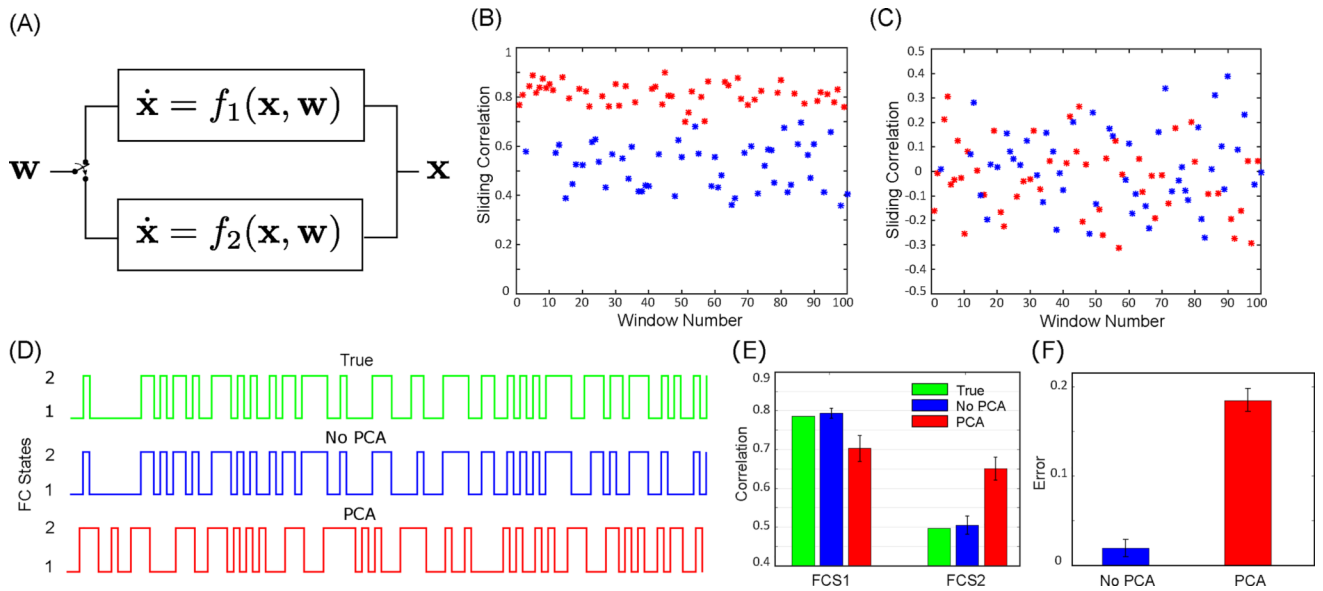 (A)
ẋ = f₁(x, w)
w
x
ẋ = f₂(x, w)
(B)
Sliding Correlation
1
0.8
0.6
0.4
0.2
0
0 10 20 30 40 50 60 70 80 90 100
Window Number
(C)
Sliding Correlation
0.5
0.4
0.3
0.2
0.1
0
-0.1
-0.2
-0.3
-0.4
-0.5
0 10 20 30 40 50 60 70 80 90 100
Window Number
(D)
FC States
True
2
1
No PCA
2
1
PCA
2
1
(E)
Correlation
0.9
0.8
0.7
0.6
0.5
0.4
True
No PCA
PCA
FCS1 FCS2
(F)
Error
0.2
0.1
0
No PCA PCA